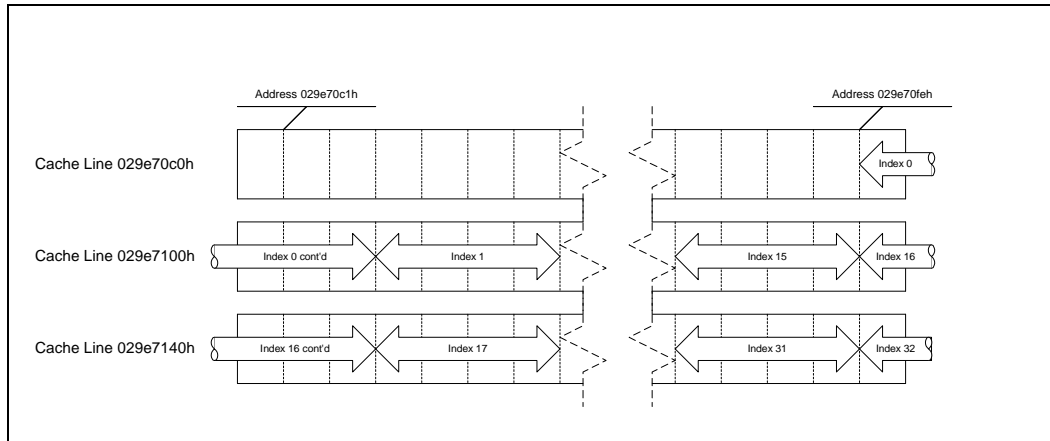 Address 029e70c1h
Address 029e70feh
Cache Line 029e70c0h
Index 0
Cache Line 029e7100h
Index 0 cont'd
Index 1
Index 15
Index 16
Cache Line 029e7140h
Index 16 cont'd
Index 17
Index 31
Index 32